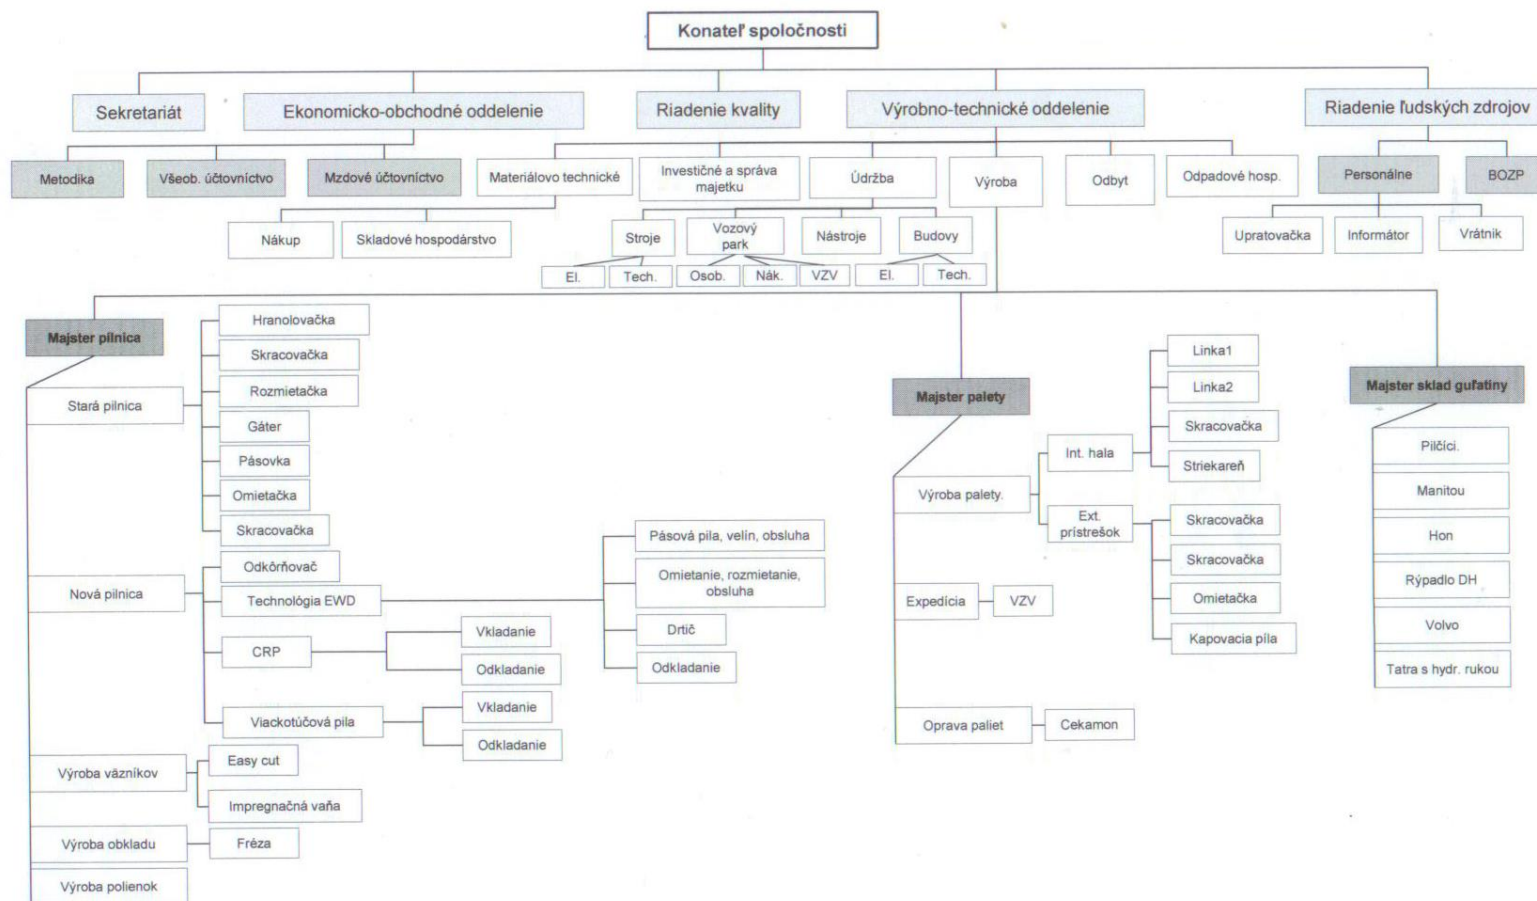 Konateľ spoločnosti
Sekretariát
Ekonomicko-obchodné oddelenie
Riadenie kvality
Výrobno-technické oddelenie
Riadenie ľudských zdrojov
Metodika
Všeob. účtovníctvo
Mzdové účtovníctvo
Materiálovo technické
Investičné a správa
majetku
Údržba
Výroba
Odbyt
Odpadové hosp.
Personálne
BOZP
Nákup
Skladové hospodárstvo
Stroje
Vozový
park
Nástroje
Budovy
Upratovačka
Informátor
Vrátnik
El.
Tech.
Osob.
Nák.
VZV
El.
Tech.
Majster pílnica
Stará pilnica
Hranolovačka
Skracovačka
Rozmietačka
Gáter
Pásovka
Omietačka
Skracovačka
Nová pilnica
Odkôrňovač
Technológia EWD
Pásová pila, velín, obsluha
Omietanie, rozmietanie,
obsluha
Drtič
Odkladanie
CRP
Vkladanie
Odkladanie
Viackotúčová pila
Vkladanie
Odkladanie
Výroba väzníkov
Easy cut
Impregnačná vaňa
Výroba obkladu
Fréza
Výroba polienok
Majster palety
Výroba palety.
Int. hala
Linka1
Linka2
Skracovačka
Striekareň
Ext.
prístrešok
Skracovačka
Skracovačka
Omietačka
Kapovacia píla
Expedícia
VZV
Oprava paliet
Cekamon
Majster sklad guľatiny
Pilčíci.
Manitou
Hon
Rýpadlo DH
Volvo
Tatra s hydr. rukou